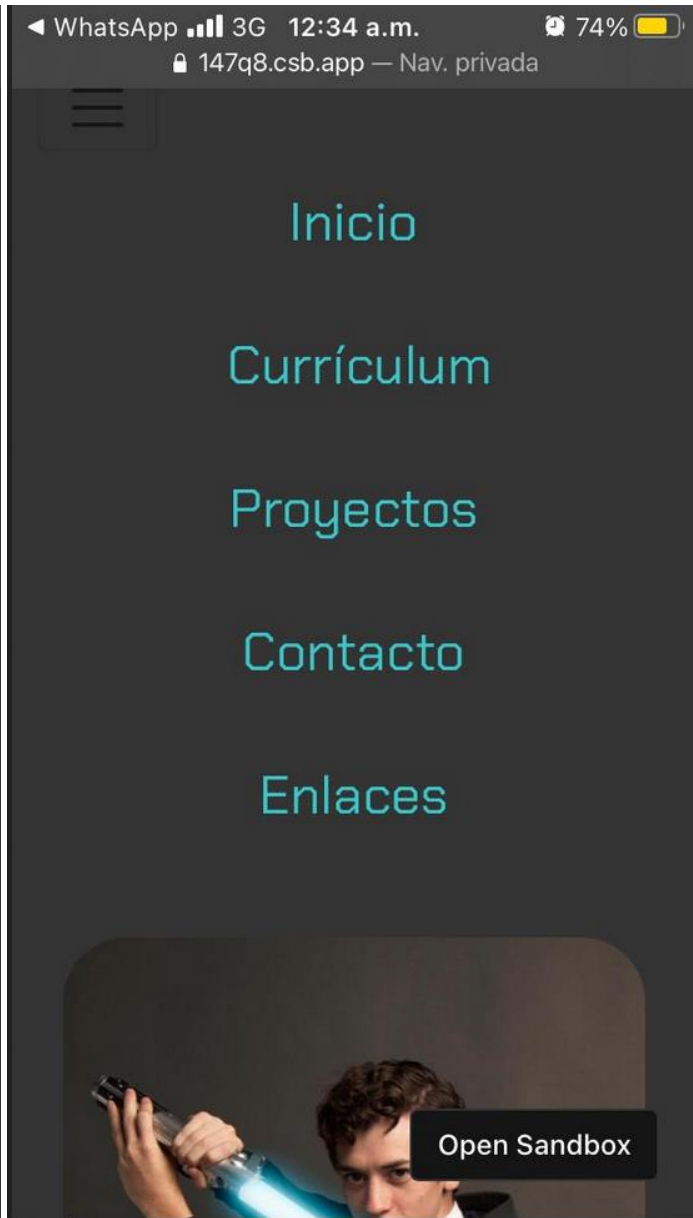 WhatsApp 3G 12:34 a.m. 74%
147q8.csb.app — Nav. privada
Inicio
Currículum
Proyectos
Contacto
Enlaces
Open Sandbox